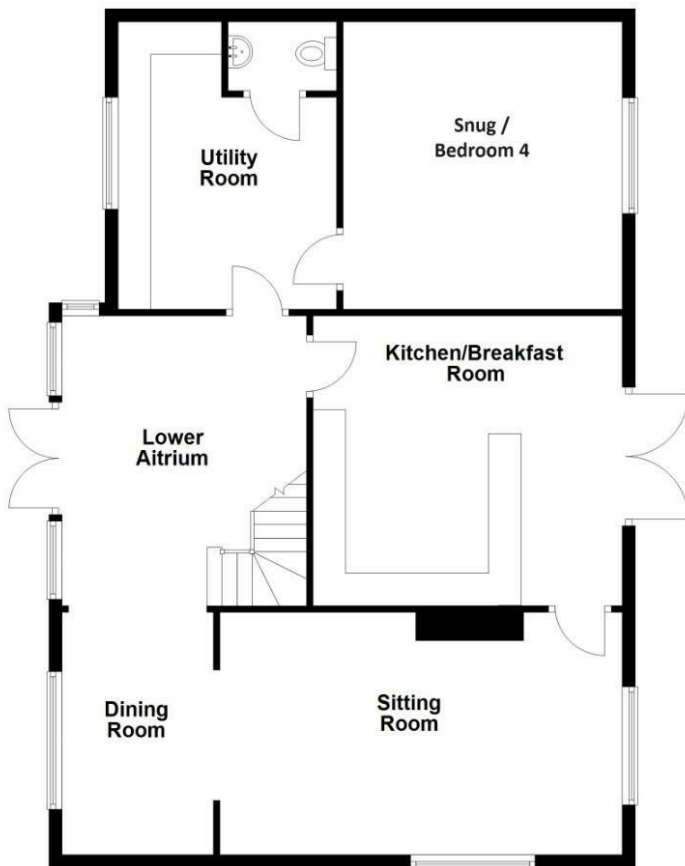 Utility
Room
Snug /
Bedroom 4
Kitchen/Breakfast
Room
Lower
Aitrium
Dining
Room
Sitting
Room